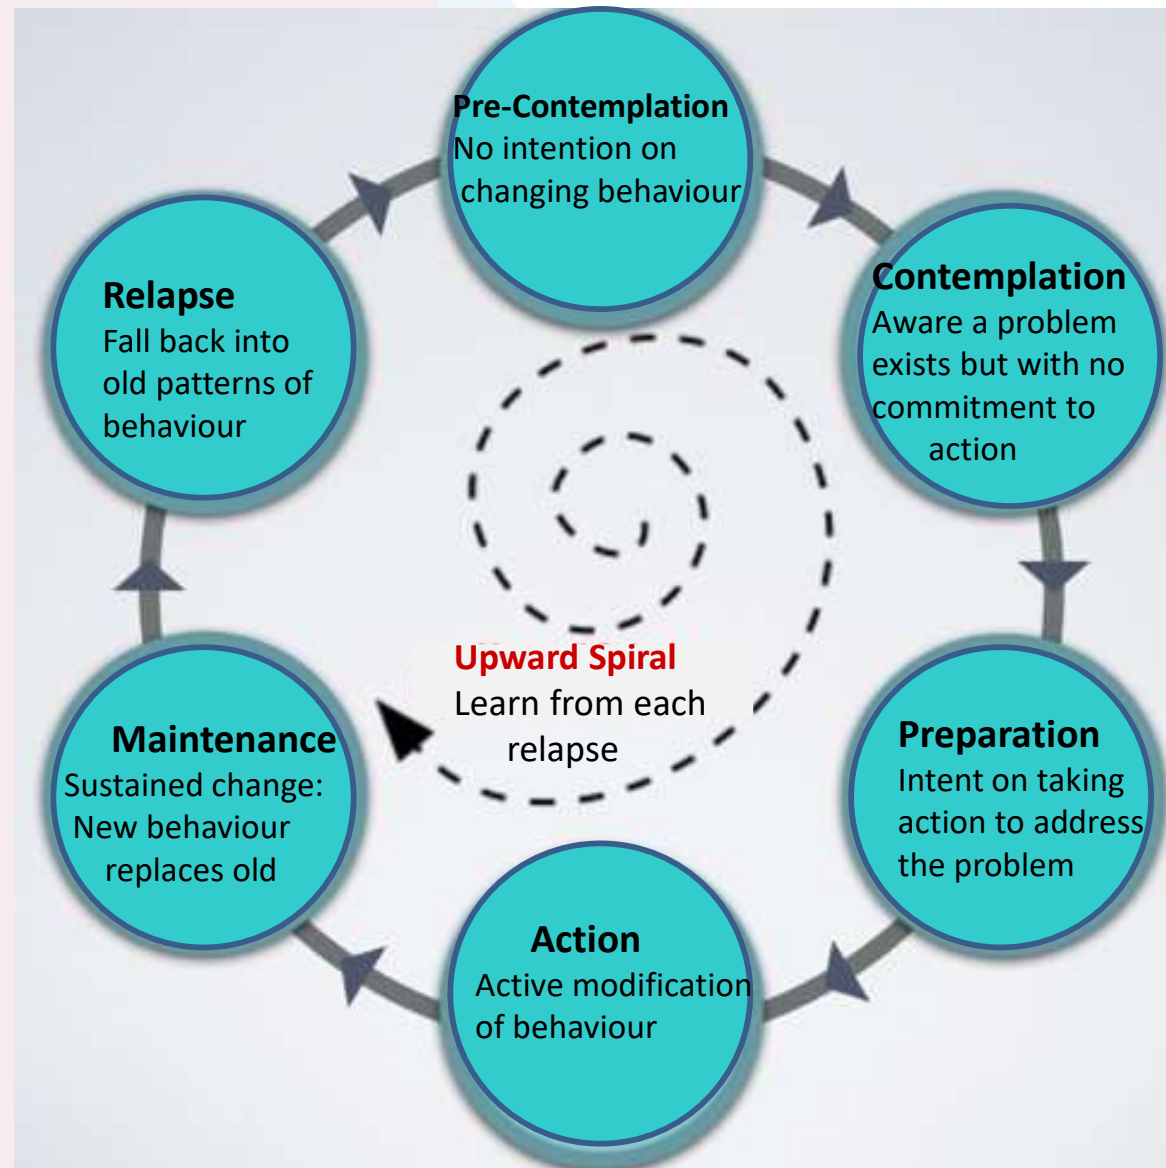 Pre-Contemplation
No intention on
changing behaviour
Contemplation
Aware a problem
exists but with no
commitment to
action
Preparation
Intent on taking
action to address
the problem
Action
Active modification
of behaviour
Maintenance
Sustained change:
New behaviour
replaces old
Relapse
Fall back into
old patterns of
behaviour
Upward Spiral
Learn from each
relapse